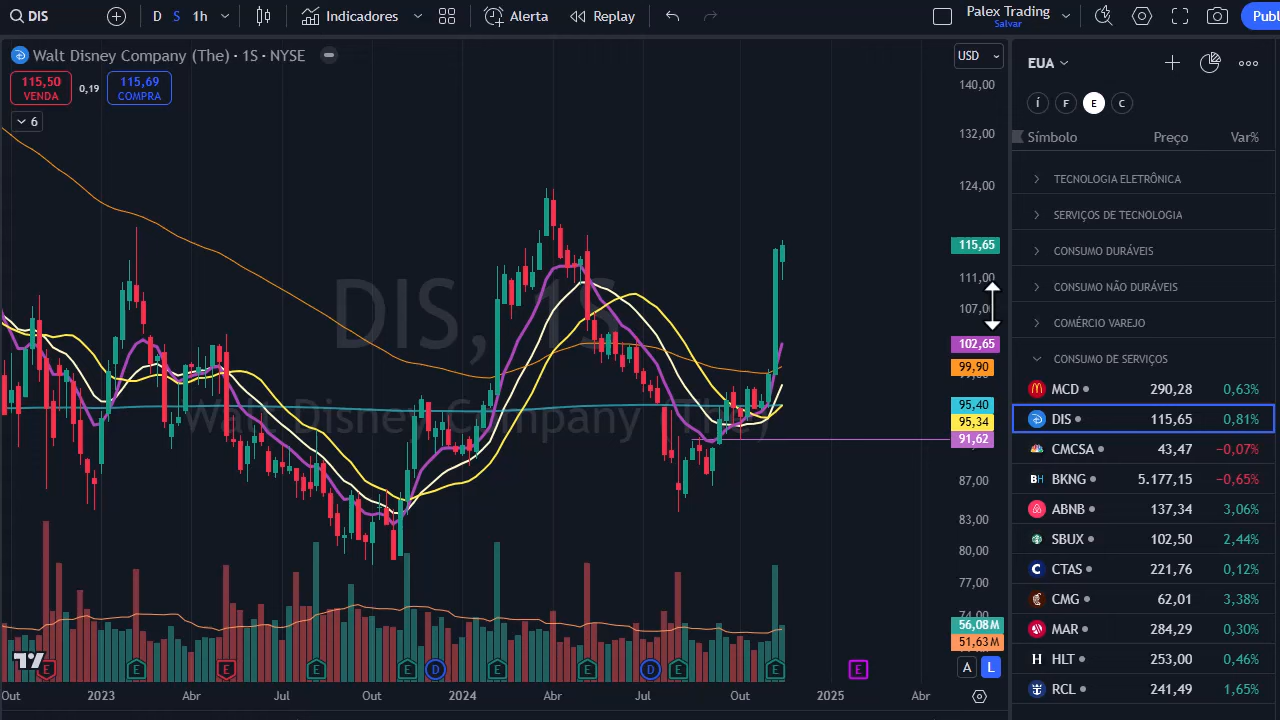 DIS D S 1h Indicadores Alerta Replay Palex Trading Publ
Salvar
Walt Disney Company (The) · 1S · NYSE
115,50 VENDA 0,19 115,69 COMPRA
6
DIS, 1S
Walt Disney Company (The)
USD
140,00
132,00
124,00
115,65
111,00
107,0
102,65
99,90
95,40
95,34
91,62
87,00
83,00
80,00
77,00
74,00
56,08M
51,63M
A L
E E E E E D E E D E E E
Out 2023 Abr Jul Out 2024 Abr Jul Out 2025 Abr
EUA
Í F E C
Símbolo Preço Var%
TECNOLOGIA ELETRÔNICA
SERVIÇOS DE TECNOLOGIA
CONSUMO DURÁVEIS
CONSUMO NÃO DURÁVEIS
COMÉRCIO VAREJO
CONSUMO DE SERVIÇOS
MCD 290,28 0,63%
DIS 115,65 0,81%
CMCSA 43,47 −0,07%
BH BKNG 5.177,15 −0,65%
ABNB 137,34 3,06%
SBUX 102,50 2,44%
C CTAS 221,76 0,12%
CMG 62,01 3,38%
MAR 284,29 0,30%
H HLT 253,00 0,46%
RCL 241,49 1,65%